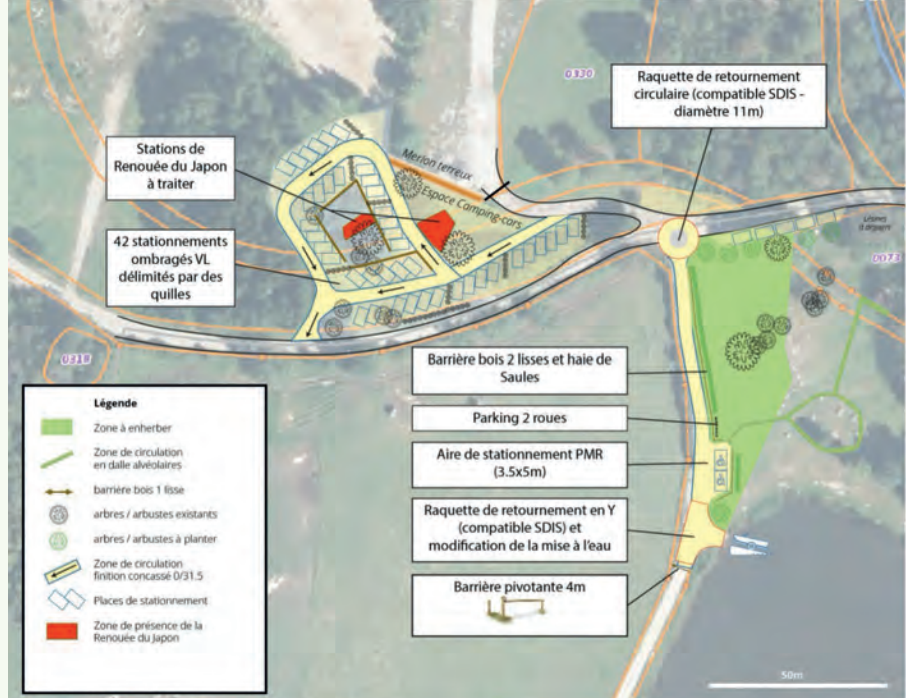 0330
Raquette de retournement
circulaire (compatible SDIS -
diamètre 11m)
Stations de
Renouée du Japon
à traiter
Merlon terreux
Espace Camping-cars
42 stationnements
ombragés VL
délimités par des
quilles
0318
Barrière bois 2 lisses et haie de
Saules
Parking 2 roues
Aire de stationnement PMR
(3.5x5m)
Raquette de retournement en Y
(compatible SDIS) et
modification de la mise à l'eau
Barrière pivotante 4m
Légende
Zone à enherber
Zone de circulation
en dalle alvéolaires
barrière bois 1 lisse
arbres / arbustes existants
arbres / arbustes à planter
Zone de circulation
finition concassé 0/31.5
Places de stationnement
Zone de présence de la
Renouée du Japon
50m